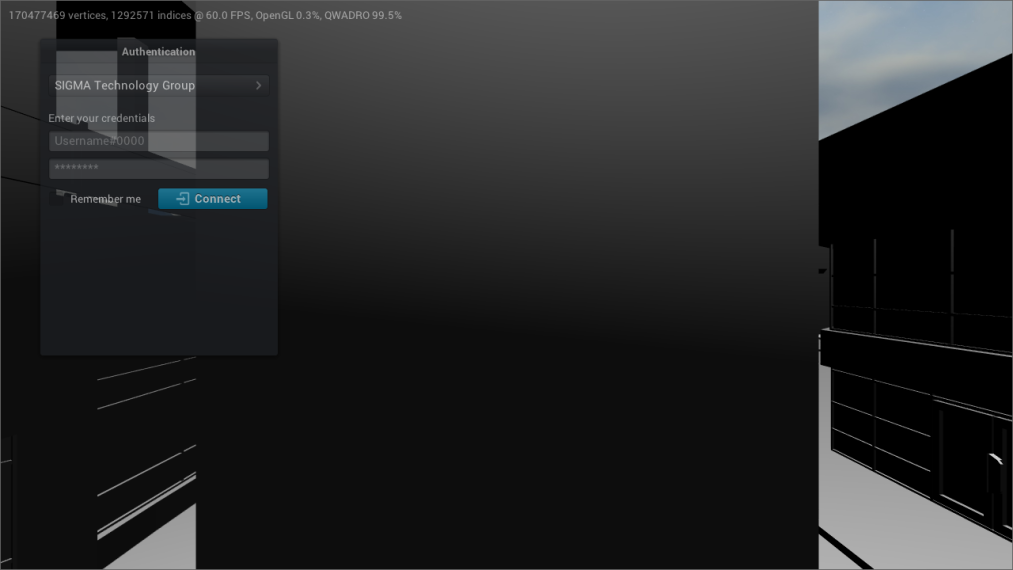 170477469 vertices, 1292571 indices @ 60.0 FPS, OpenGL 0.3%, QWADRO 99.5%
Authentication
SIGMA Technology Group
Enter your credentials
Username#0000
********
Remember me
Connect